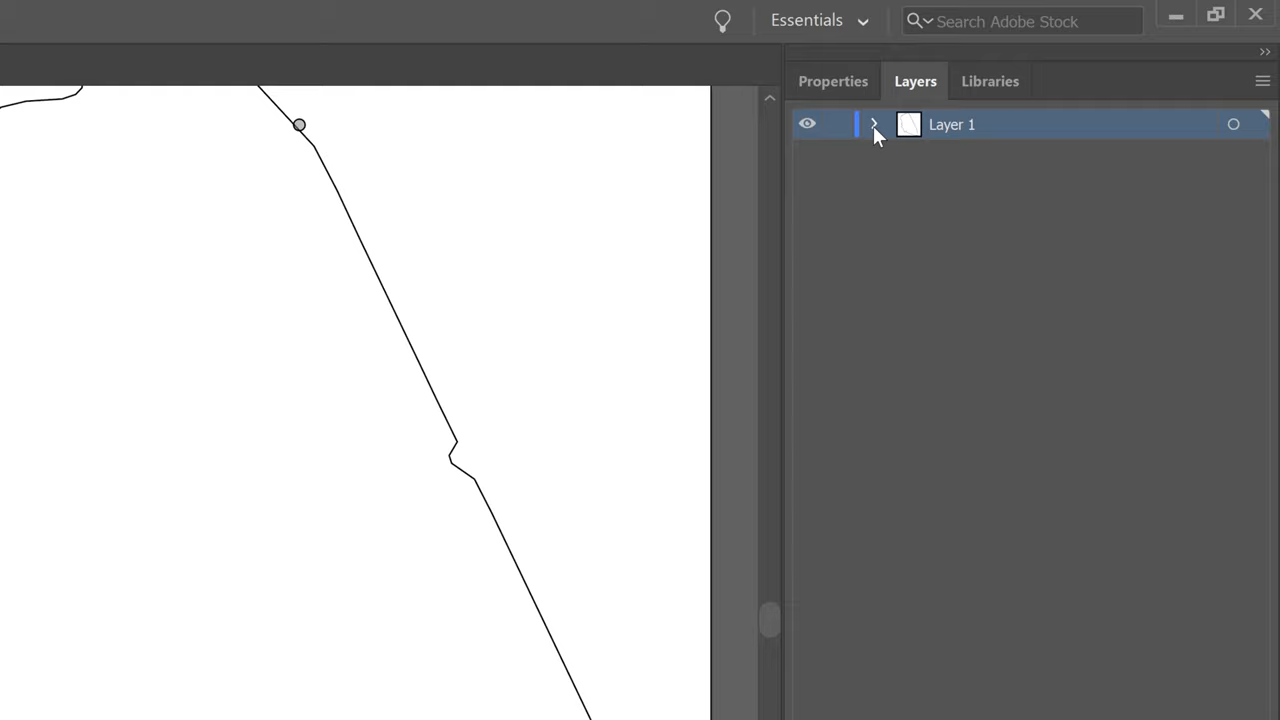 Essentials
Search Adobe Stock
Properties
Layers
Libraries
Layer 1